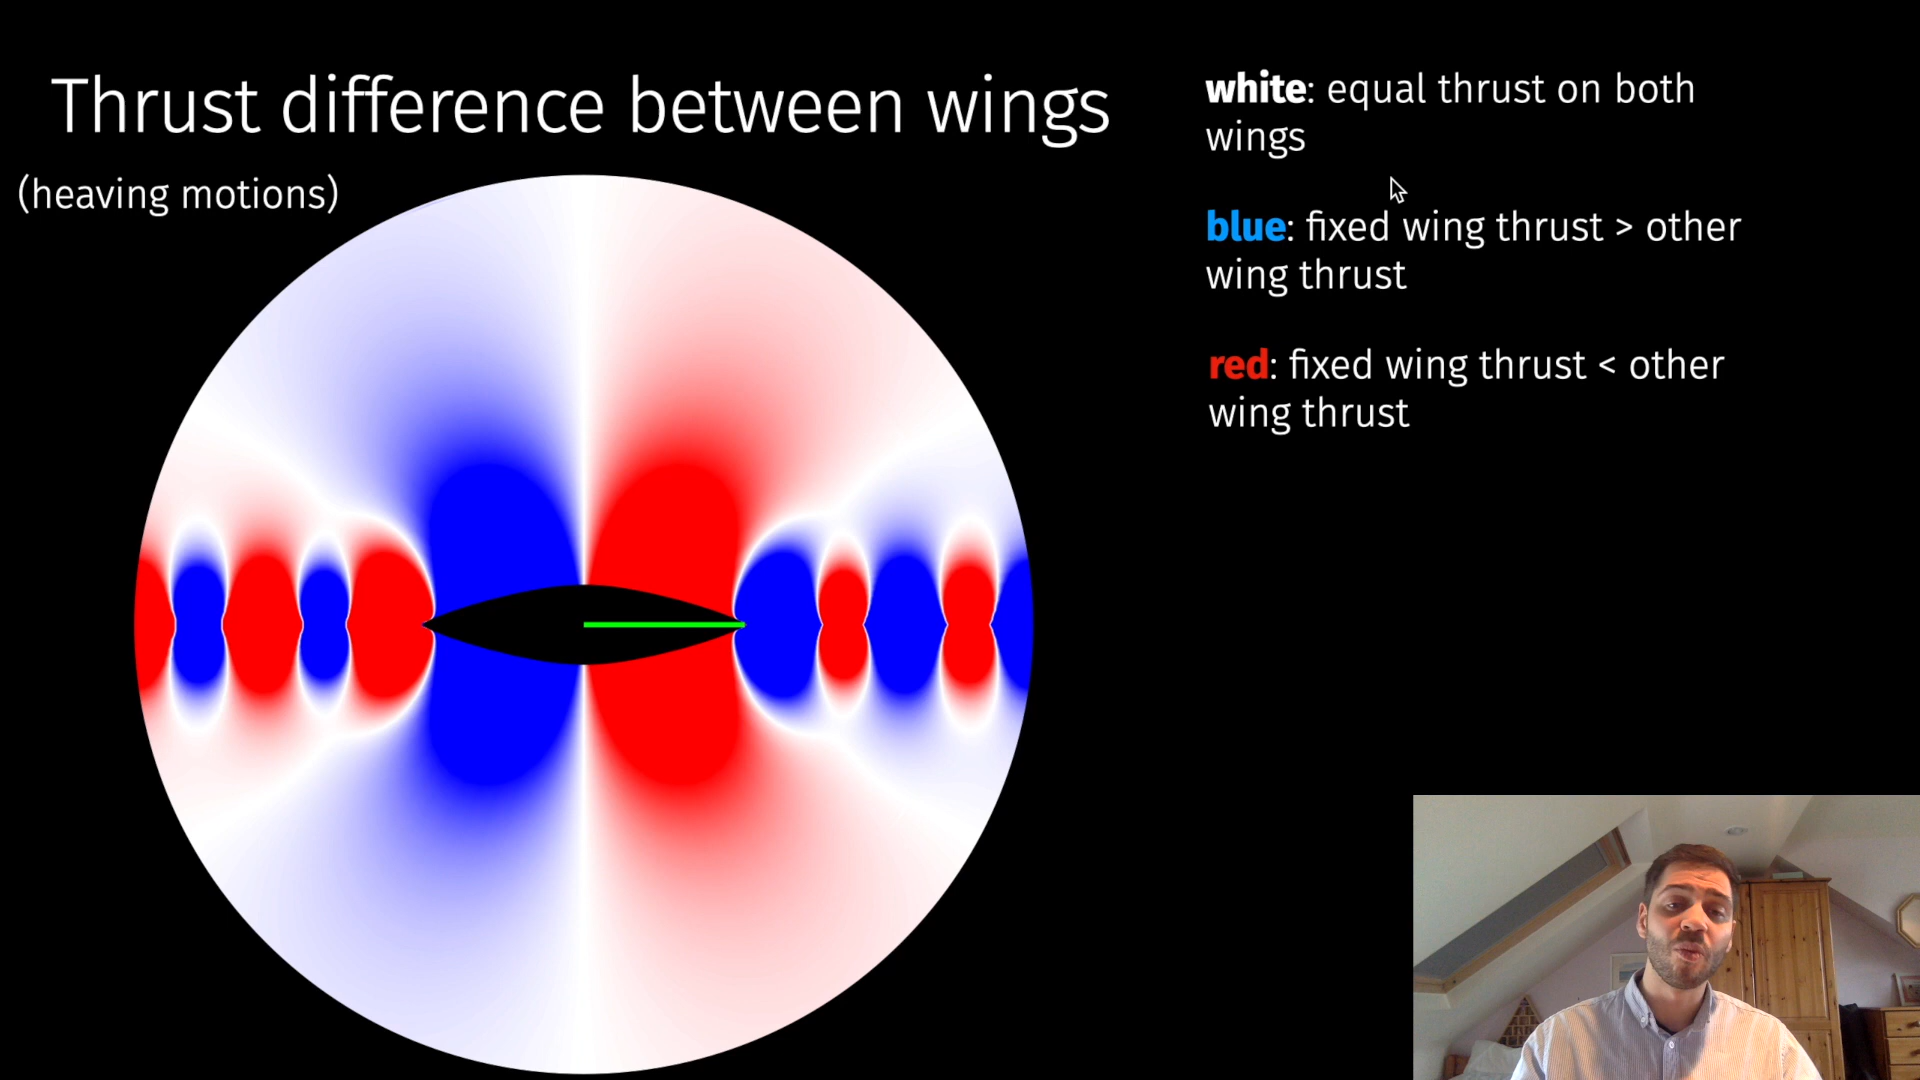 Thrust difference between wings
(heaving motions)
white: equal thrust on both
wings
blue: fixed wing thrust > other
wing thrust
red: fixed wing thrust < other
wing thrust